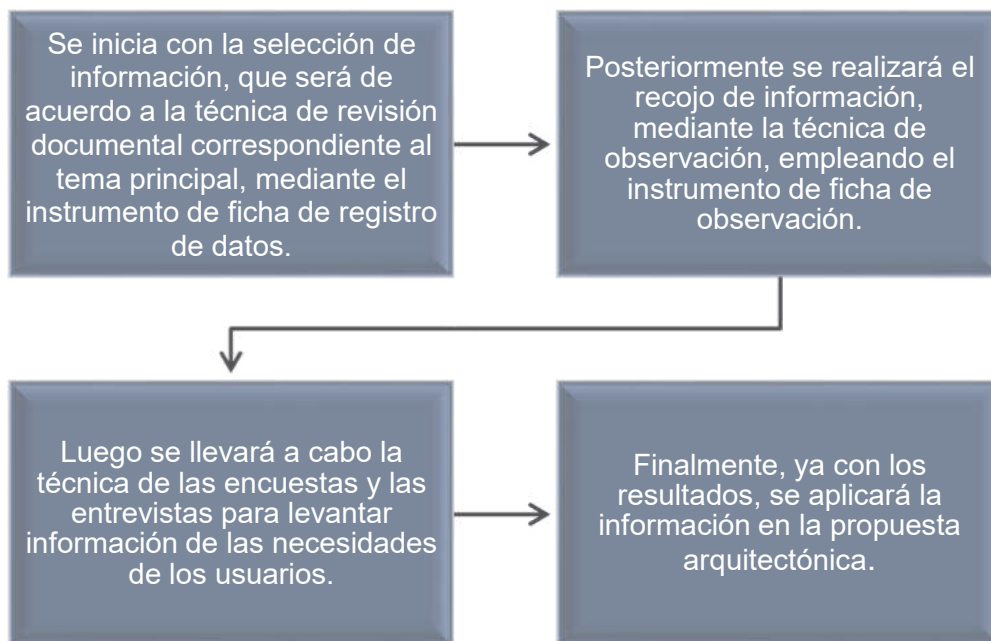 Se inicia con la selección de
información, que será de
acuerdo a la técnica de revisión
documental correspondiente al
tema principal, mediante el
instrumento de ficha de registro
de datos.
Posteriormente se realizará el
recojo de información,
mediante la técnica de
observación, empleando el
instrumento de ficha de
observación.
Luego se llevará a cabo la
técnica de las encuestas y las
entrevistas para levantar
información de las necesidades
de los usuarios.
Finalmente, ya con los
resultados, se aplicará la
información en la propuesta
arquitectónica.